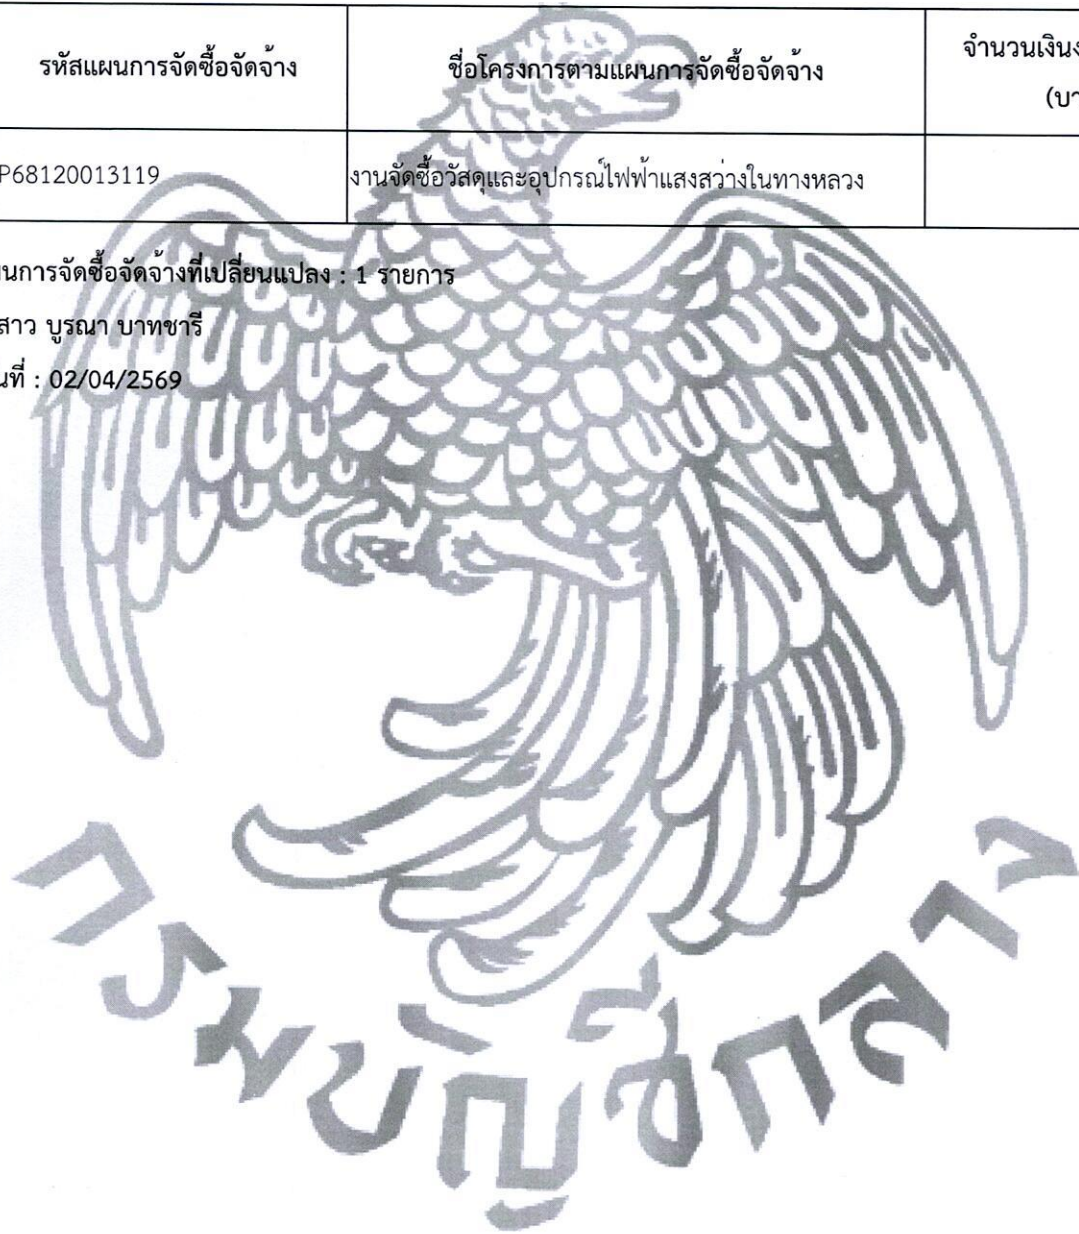 รหัสแผนการจัดซื้อจัดจ้าง
ชื่อโครงการตามแผนการจัดซื้อจัดจ้าง
จำนวนเงินง
(บา
P68120013119
งานจัดซื้อวัสดุและอุปกรณ์ไฟฟ้าแสงสว่างในทางหลวง
นการจัดซื้อจัดจ้างที่เปลี่ยนแปลง : 1 รายการ
สาว บูรณา บาทชารี
นที่ : 02/04/2569
กรมบัญชีกลาง